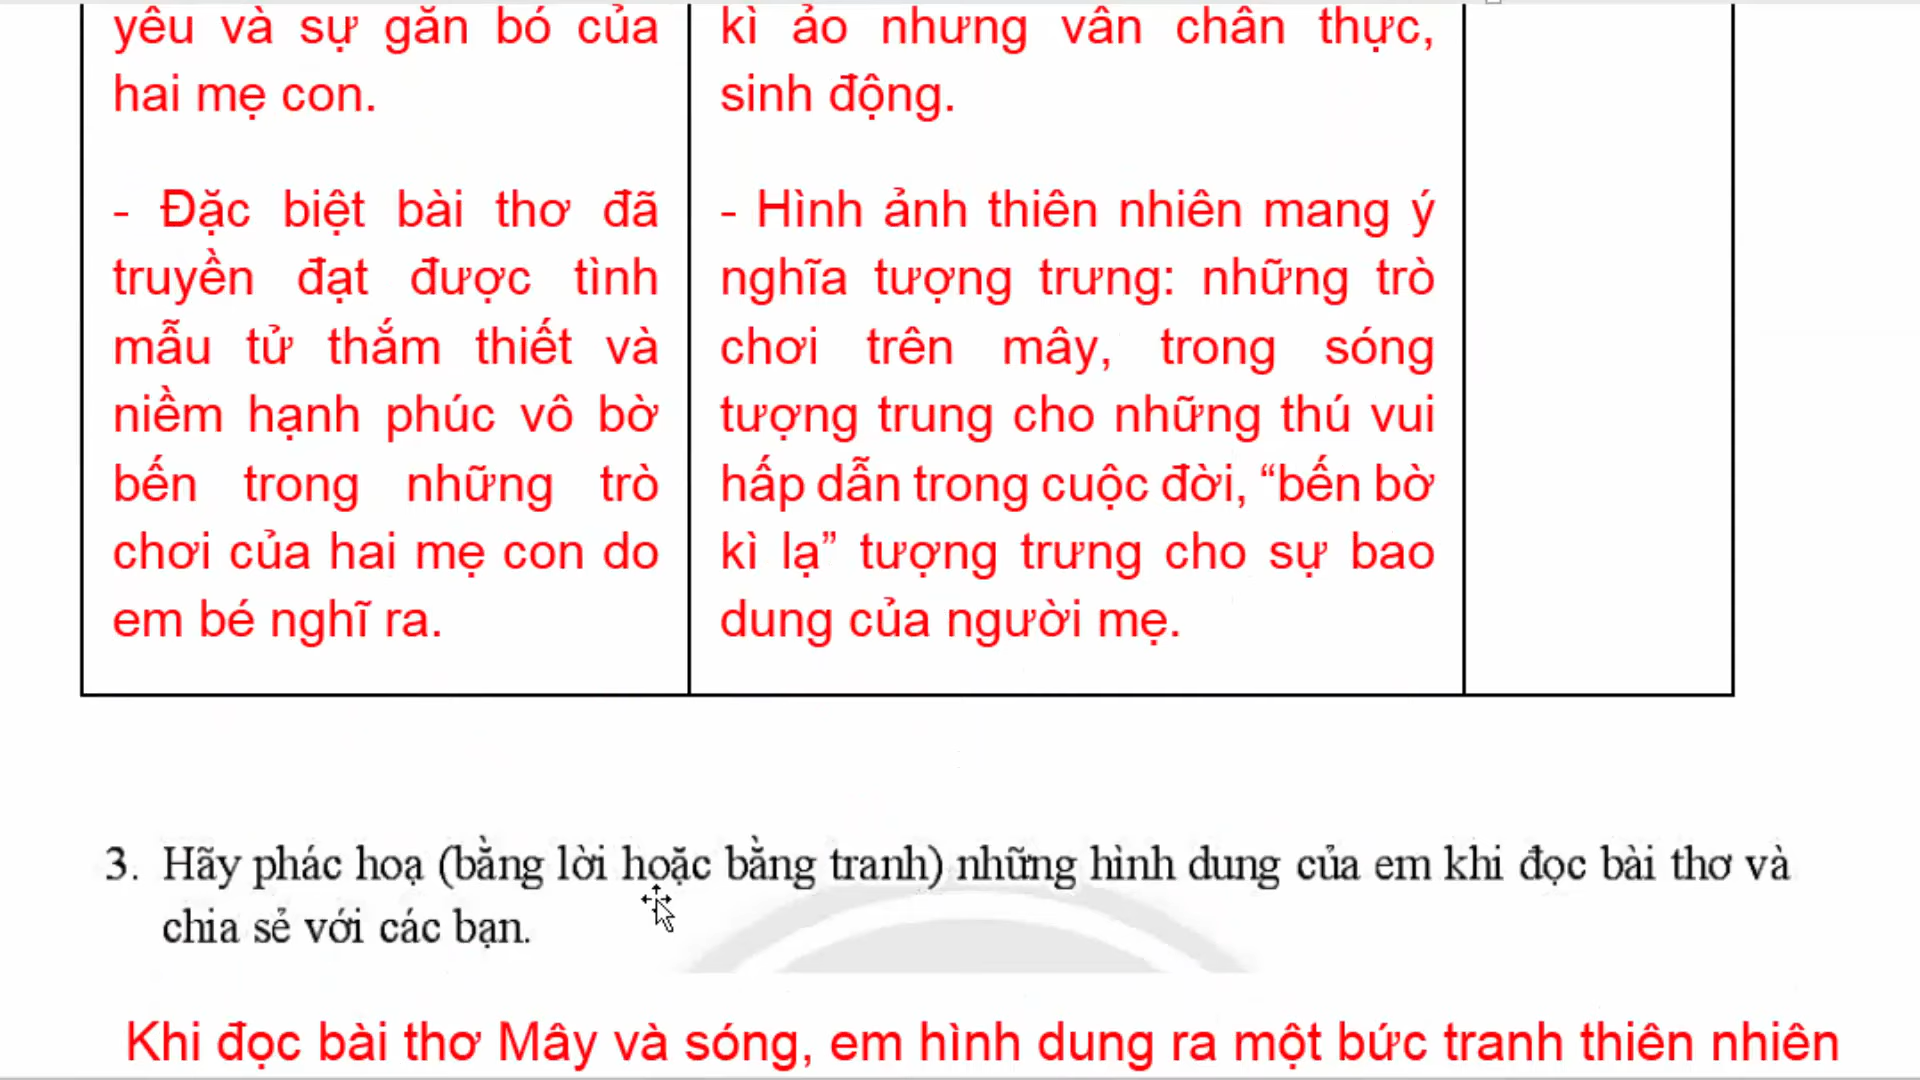 yêu và sự gắn bó của
hai mẹ con.
- Đặc biệt bài thơ đã
truyền đạt được tình
mẫu tử thắm thiết và
niềm hạnh phúc vô bờ
bến trong những trò
chơi của hai mẹ con do
em bé nghĩ ra.
kì ảo nhưng vẫn chân thực,
sinh động.
- Hình ảnh thiên nhiên mang ý
nghĩa tượng trưng: những trò
chơi trên mây, trong sóng
tượng trung cho những thú vui
hấp dẫn trong cuộc đời, “bến bờ
kì lạ” tượng trưng cho sự bao
dung của người mẹ.
3. Hãy phác hoạ (bằng lời hoặc bằng tranh) những hình dung của em khi đọc bài thơ và
chia sẻ với các bạn.
Khi đọc bài thơ Mây và sóng, em hình dung ra một bức tranh thiên nhiên